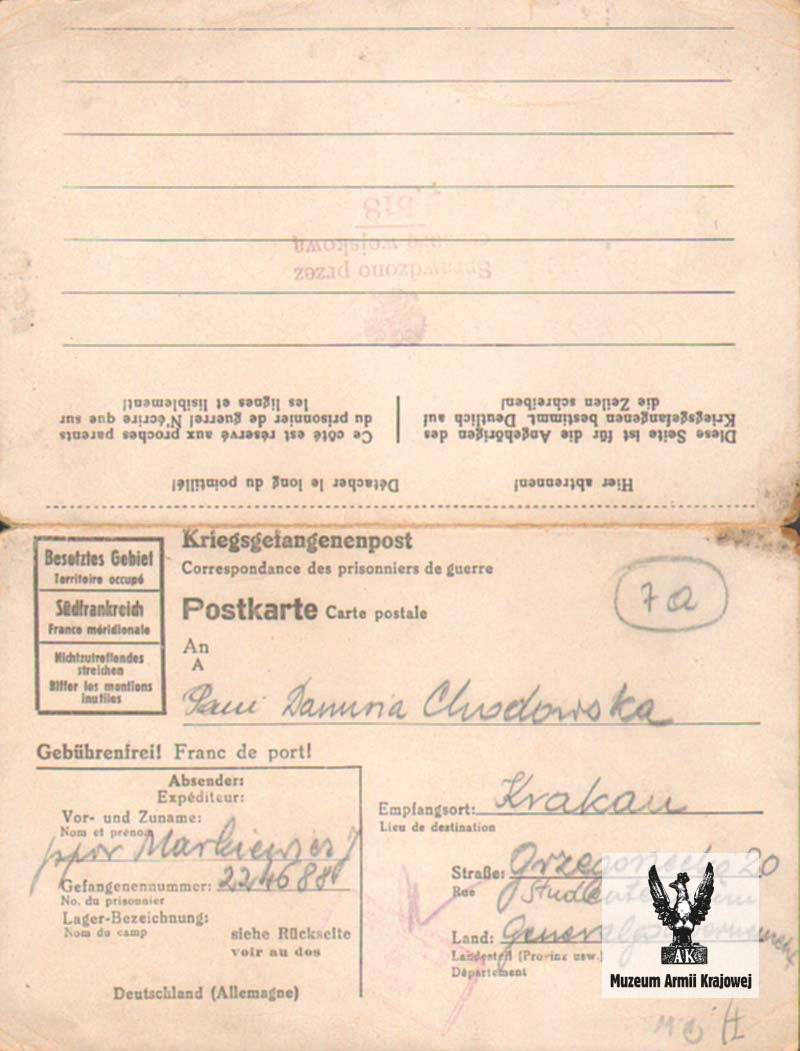 813
cenzurę wojskową
Sprawdzono przez
Ce côté est réservé aux proches parents
du prisonnier de guerre! N'écrire que sur
les lignes et lisiblement!
Diese Seite ist für die Angehörigen des
Kriegsgefangenen bestimmt. Deutlich auf
die Zeilen schreiben!
Détacher le long du pointillé!
Hier abtrennen!
Besetztes Gebiet
Territoire occupé
Südfrankreich
France méridionale
Nichtzutreffendes
streichen
Biffer les mentions
inutiles
Kriegsgefangenenpost
Correspondance des prisonniers de guerre
Postkarte Carte postale
7a
An
A
Pani Danusia Chodowska
Gebührenfrei! Franc de port!
Absender:
Expéditeur:
Vor- und Zuname:
Nom et prénom
ppor Markiewicz J
Gefangenennummer: 224688
No. du prisonnier
Lager-Bezeichnung:
Nom du camp
siehe Rückseite
voir au dos
Deutschland (Allemagne)
Empfangsort: Krakau
Lieu de destination
Straße: 20
Rue
Land:
Landesteil (Provinz usw.)
Département
AK
Muzeum Armii Krajowej